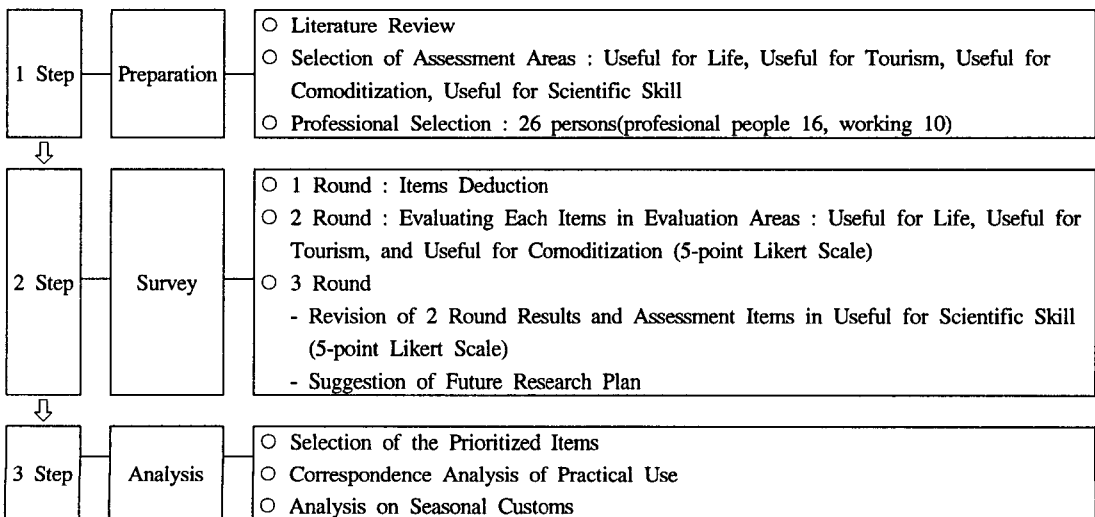 1 Step
Preparation
○ Literature Review
○ Selection of Assessment Areas : Useful for Life, Useful for Tourism, Useful for
Comoditization, Useful for Scientific Skill
○ Professional Selection : 26 persons(profesional people 16, working 10)
⇩
2 Step
Survey
○ 1 Round : Items Deduction
○ 2 Round : Evaluating Each Items in Evaluation Areas : Useful for Life, Useful for
Tourism, and Useful for Comoditization (5-point Likert Scale)
○ 3 Round
- Revision of 2 Round Results and Assessment Items in Useful for Scientific Skill
(5-point Likert Scale)
- Suggestion of Future Research Plan
⇩
3 Step
Analysis
○ Selection of the Prioritized Items
○ Correspondence Analysis of Practical Use
○ Analysis on Seasonal Customs